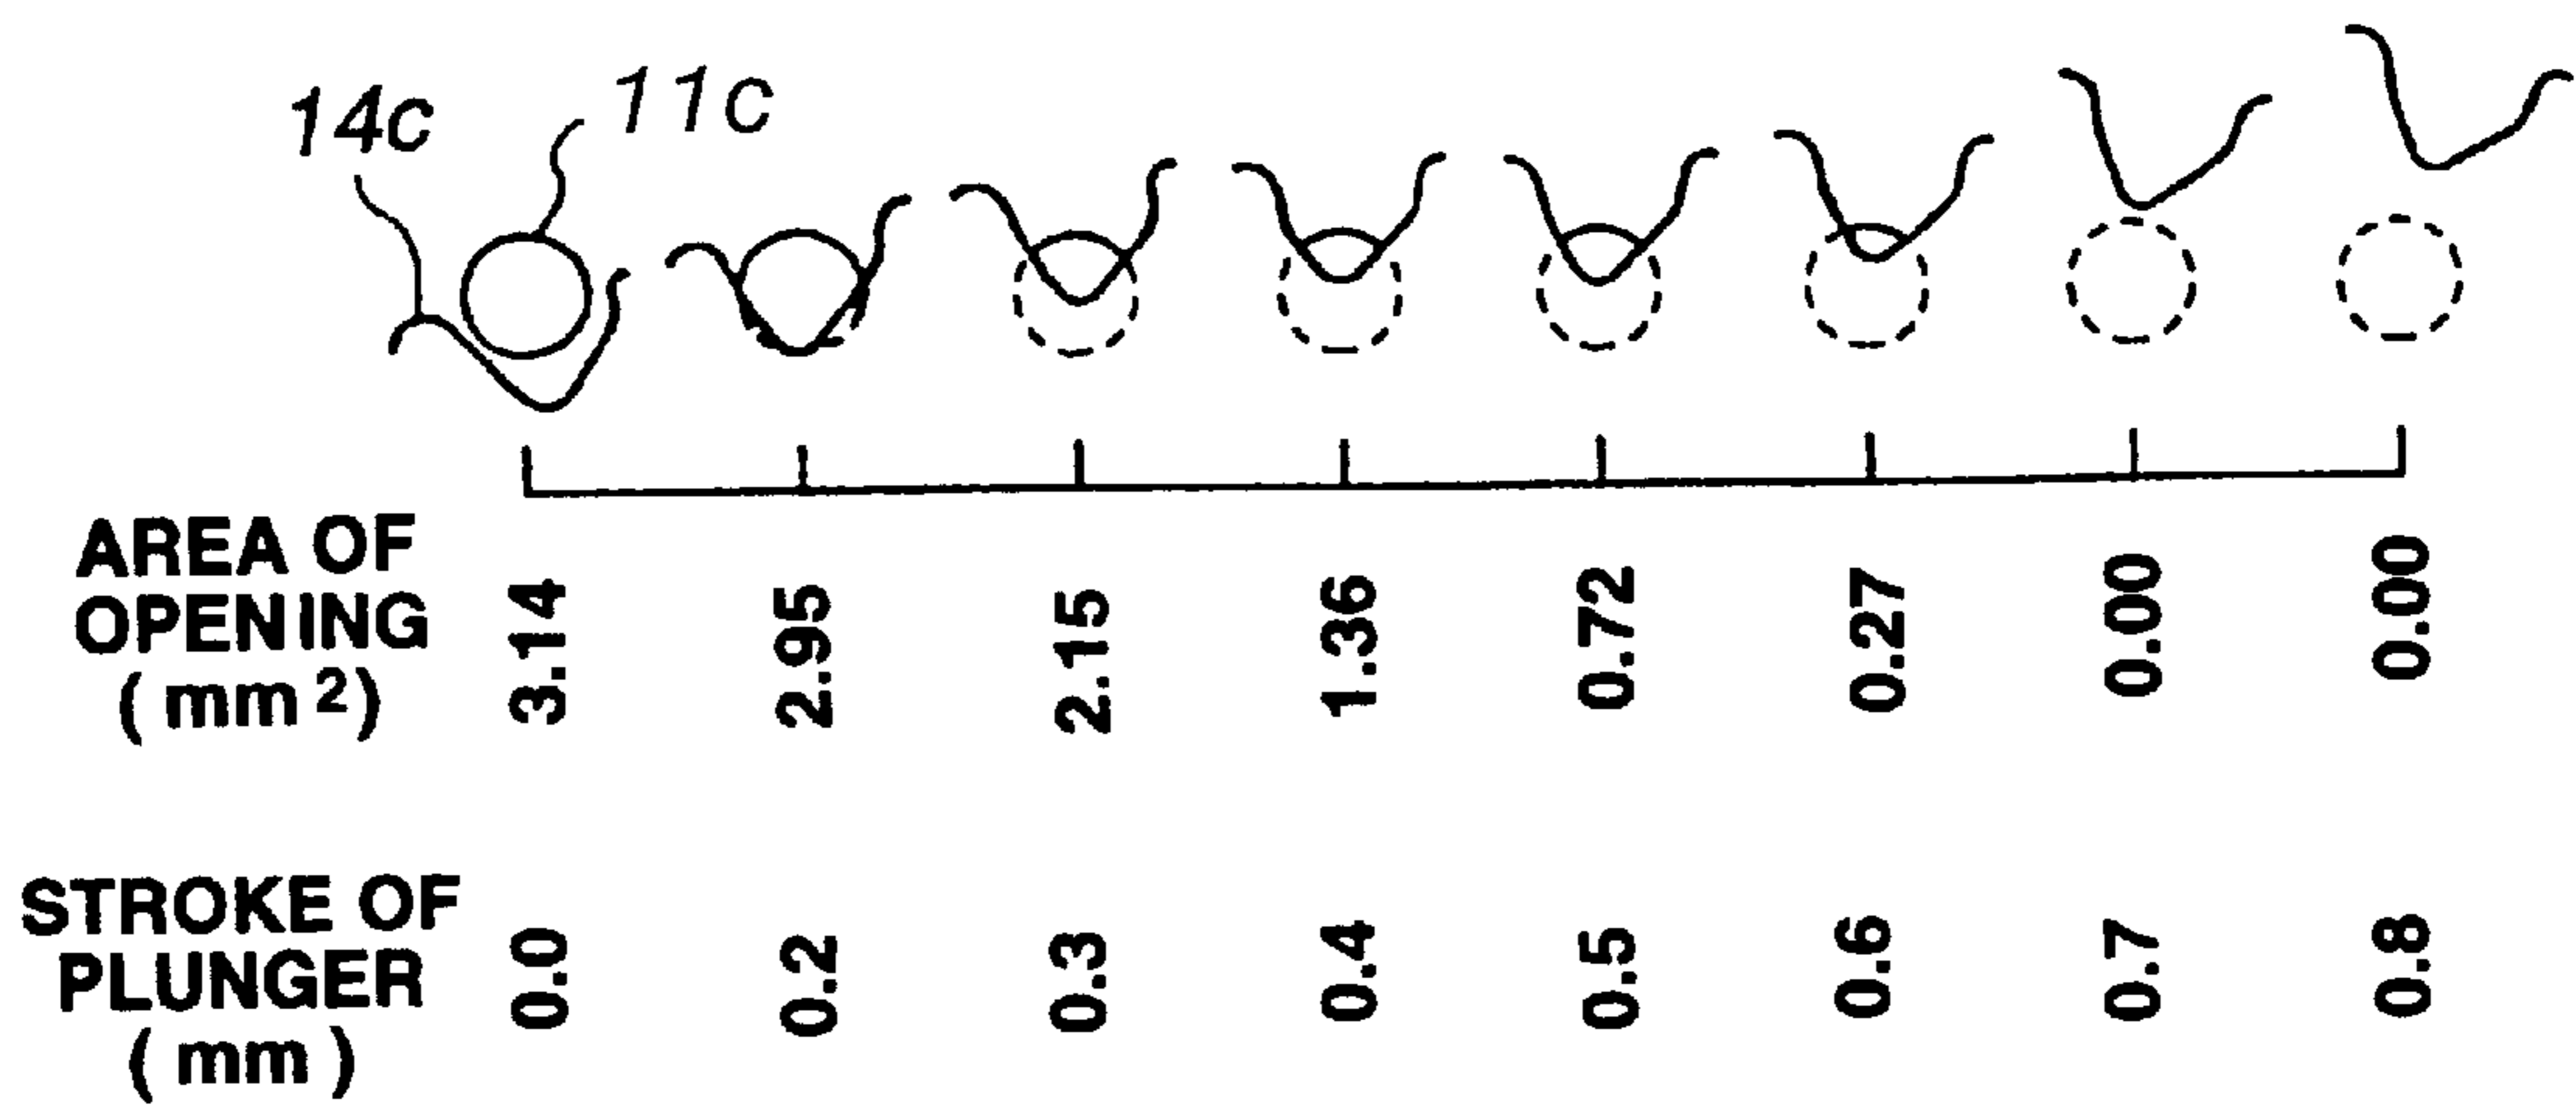 14c 11c
AREA OF
OPENING
(mm²)
3.14 2.95 2.15 1.36 0.72 0.27 0.00 0.00
STROKE OF
PLUNGER
(mm)
0.0 0.2 0.3 0.4 0.5 0.6 0.7 0.8